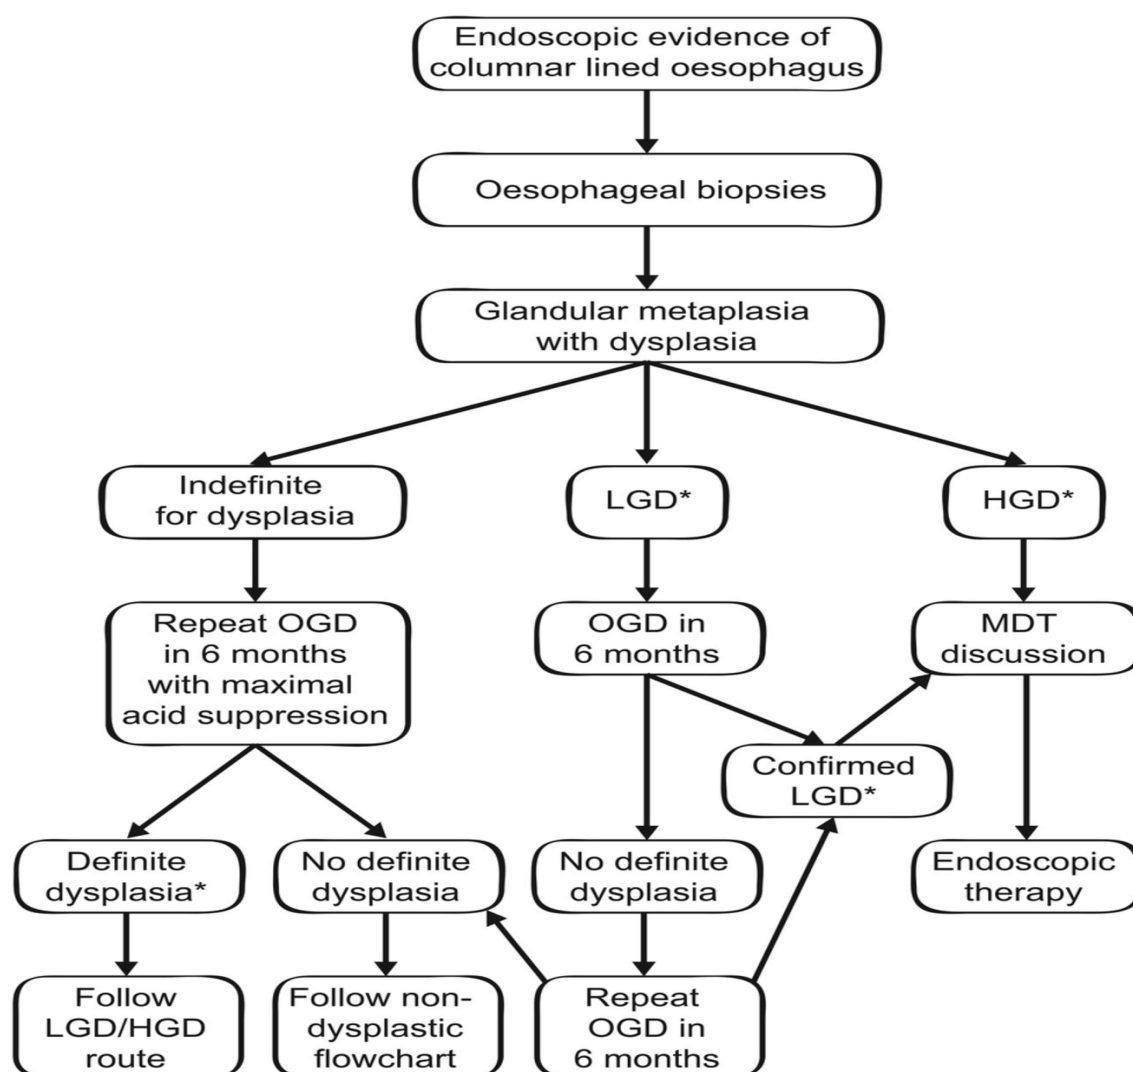 Endoscopic evidence of
columnar lined oesophagus
Oesophageal biopsies
Glandular metaplasia
with dysplasia
Indefinite
for dysplasia
LGD*
HGD*
Repeat OGD
in 6 months
with maximal
acid suppression
OGD in
6 months
MDT
discussion
Confirmed
LGD*
Definite
dysplasia*
No definite
dysplasia
No definite
dysplasia
Endoscopic
therapy
Follow
LGD/HGD
route
Follow non-
dysplastic
flowchart
Repeat
OGD in
6 months